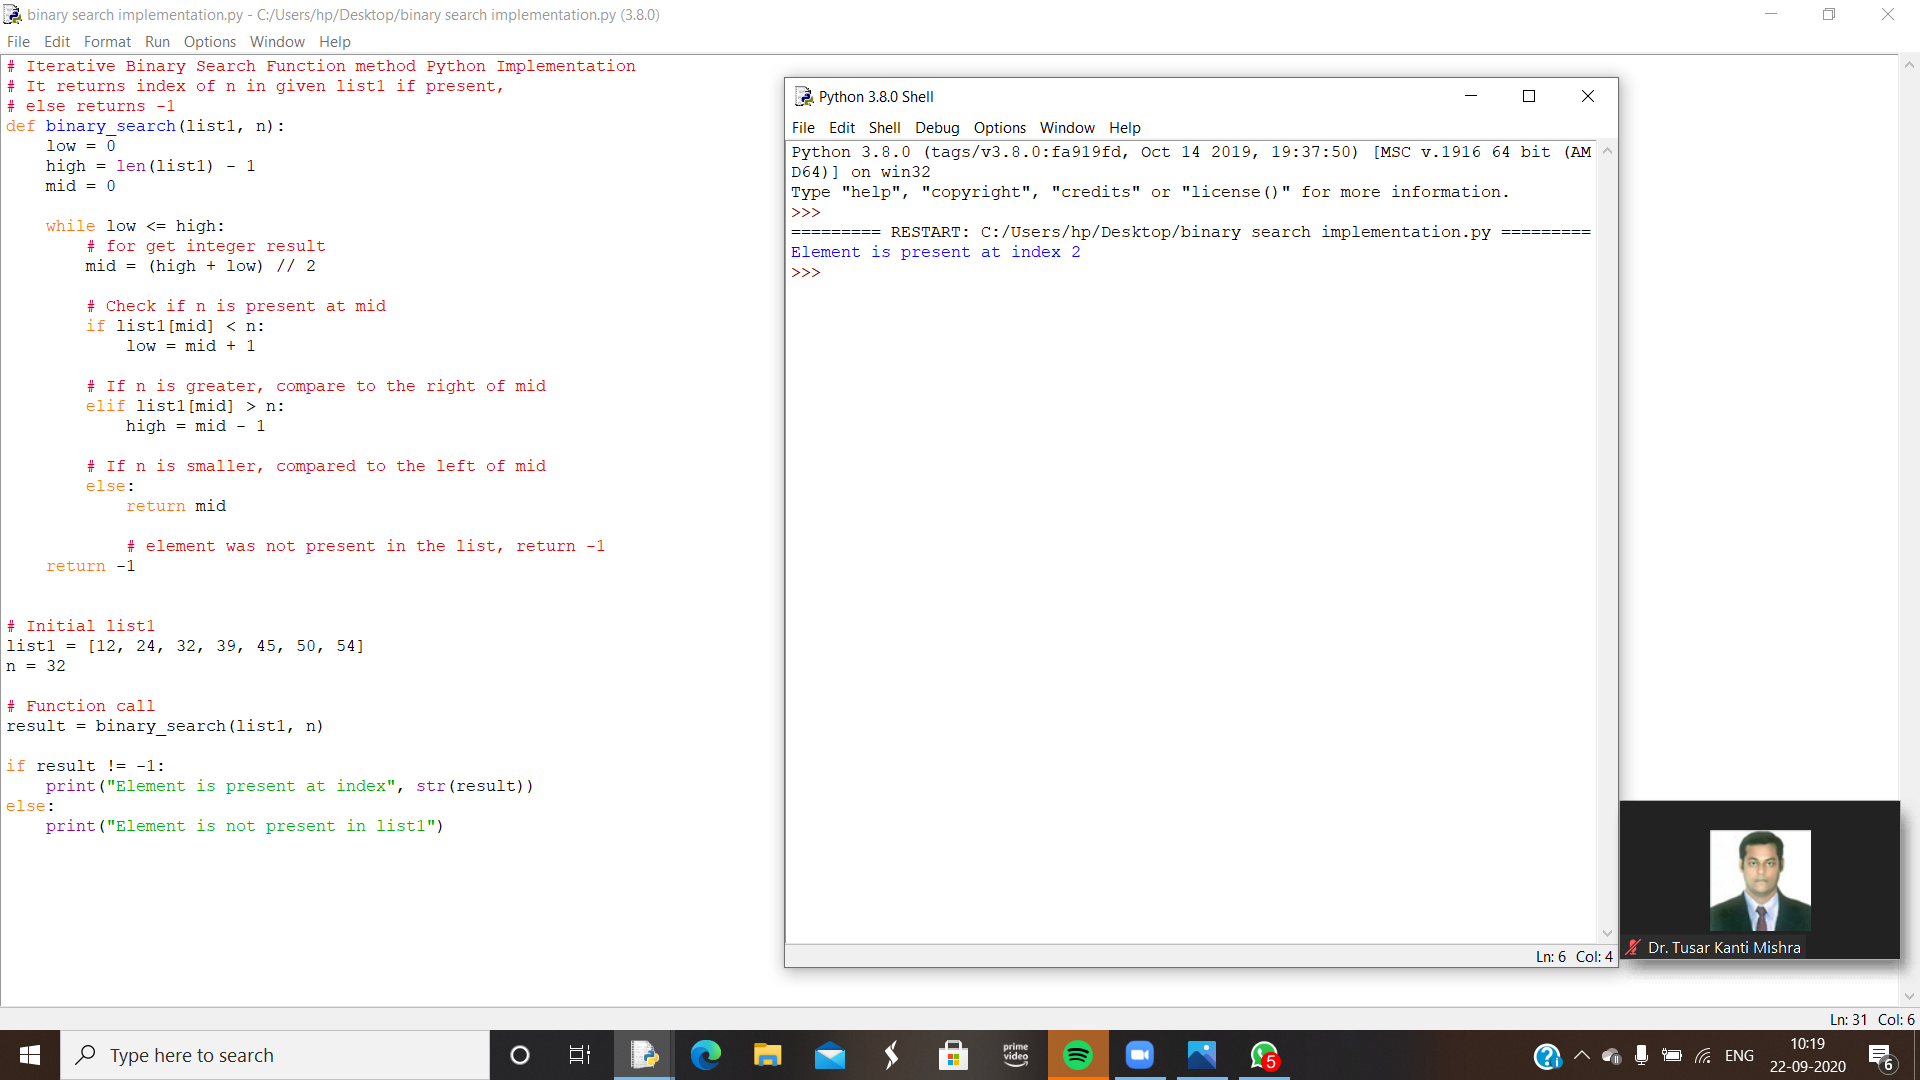 binary search implementation.py - C:/Users/hp/Desktop/binary search implementation.py (3.8.0)
File Edit Format Run Options Window Help
# Iterative Binary Search Function method Python Implementation
# It returns index of n in given list1 if present,
# else returns -1
def binary_search(list1, n):
    low = 0
    high = len(list1) - 1
    mid = 0

    while low <= high:
        # for get integer result
        mid = (high + low) // 2

        # Check if n is present at mid
        if list1[mid] < n:
            low = mid + 1

        # If n is greater, compare to the right of mid
        elif list1[mid] > n:
            high = mid - 1

        # If n is smaller, compared to the left of mid
        else:
            return mid

            # element was not present in the list, return -1
    return -1


# Initial list1
list1 = [12, 24, 32, 39, 45, 50, 54]
n = 32

# Function call
result = binary_search(list1, n)

if result != -1:
    print("Element is present at index", str(result))
else:
    print("Element is not present in list1")
Python 3.8.0 Shell
File Edit Shell Debug Options Window Help
Python 3.8.0 (tags/v3.8.0:fa919fd, Oct 14 2019, 19:37:50) [MSC v.1916 64 bit (AM
D64)] on win32
Type "help", "copyright", "credits" or "license()" for more information.
>>>
========= RESTART: C:/Users/hp/Desktop/binary search implementation.py =========
Element is present at index 2
>>>
Ln: 6 Col: 4
Dr. Tusar Kanti Mishra
Ln: 31 Col: 6
Type here to search
prime
video
5
ENG
10:19
22-09-2020
6